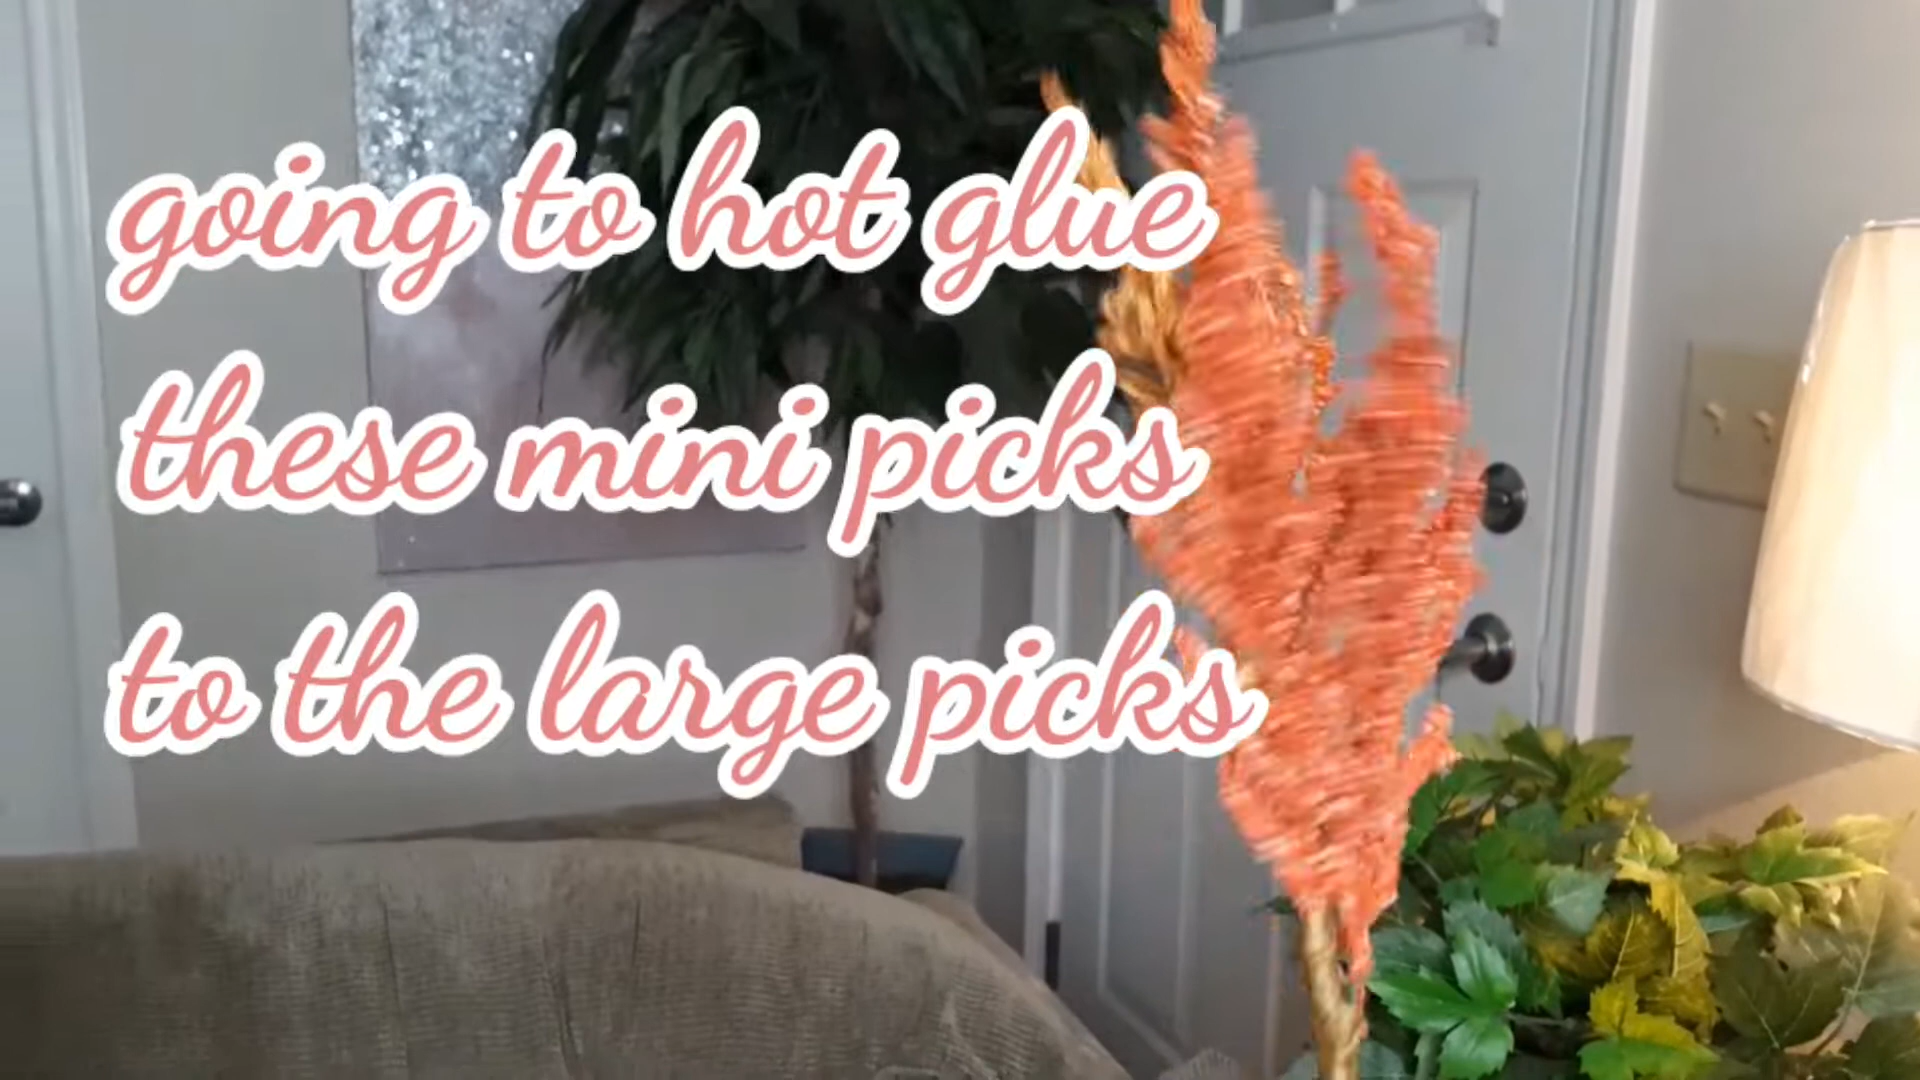 going to hot glue
these mini picks
to the large picks